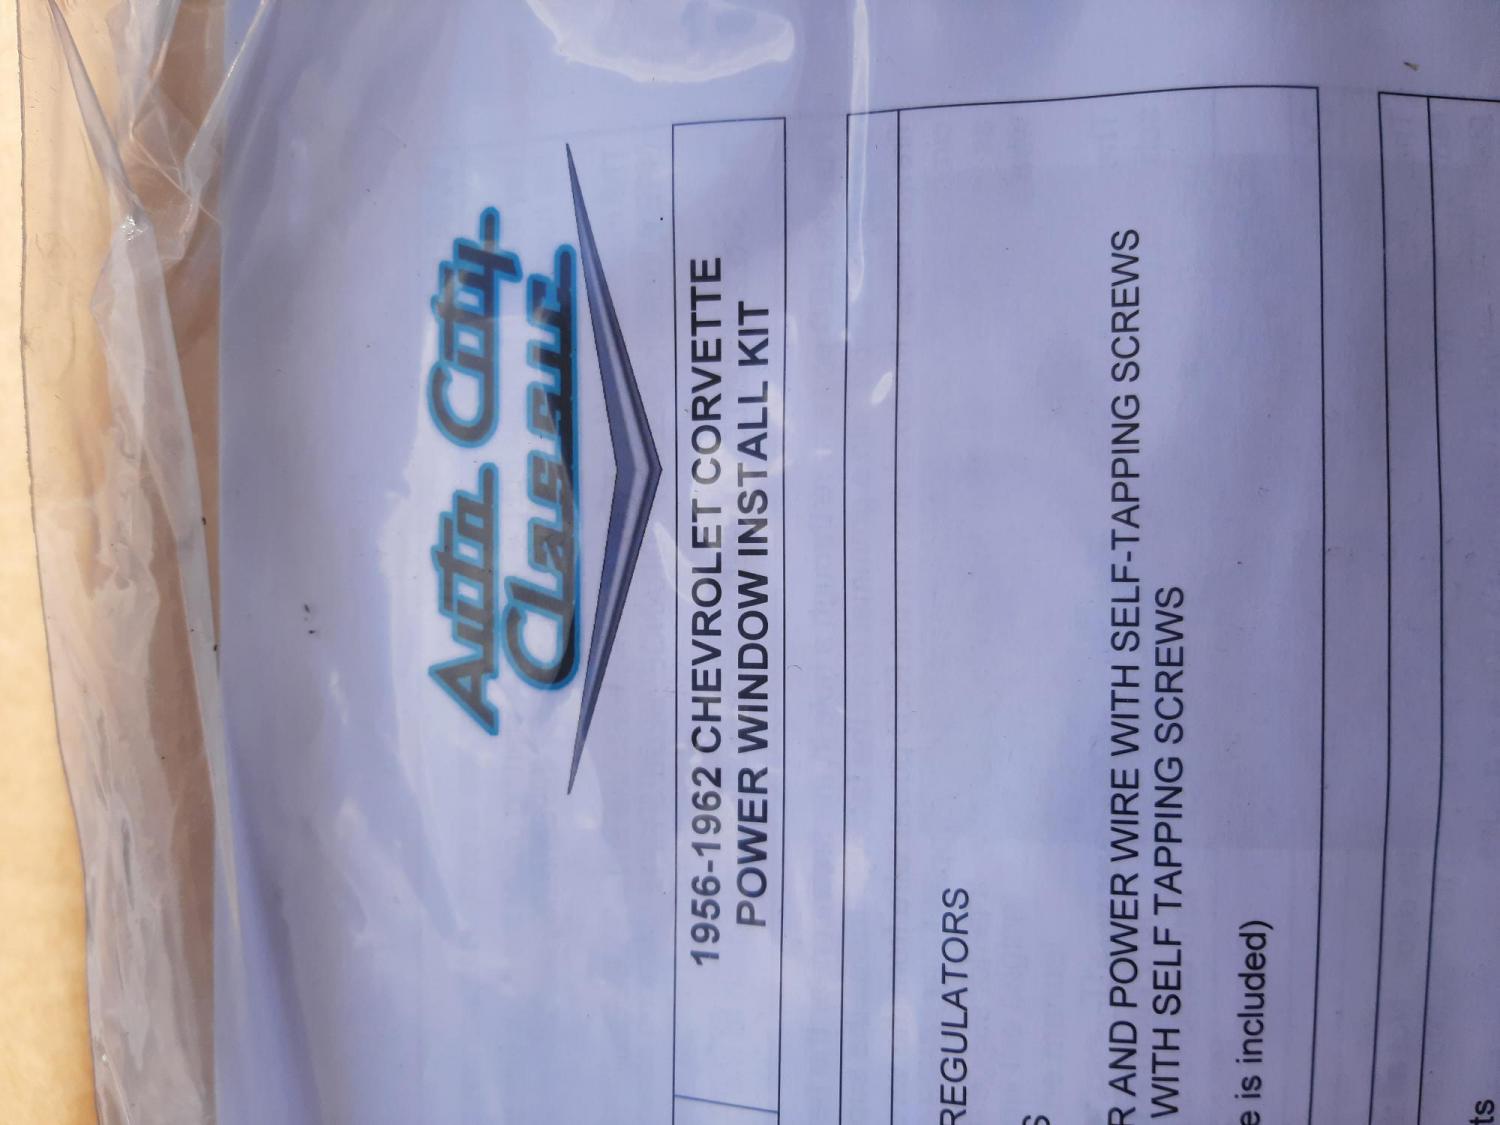 Auto City
Classic
1956-1962 CHEVROLET CORVETTE
POWER WINDOW INSTALL KIT
REGULATORS
S
R AND POWER WIRE WITH SELF-TAPPING SCREWS
WITH SELF TAPPING SCREWS
e is included)
ts